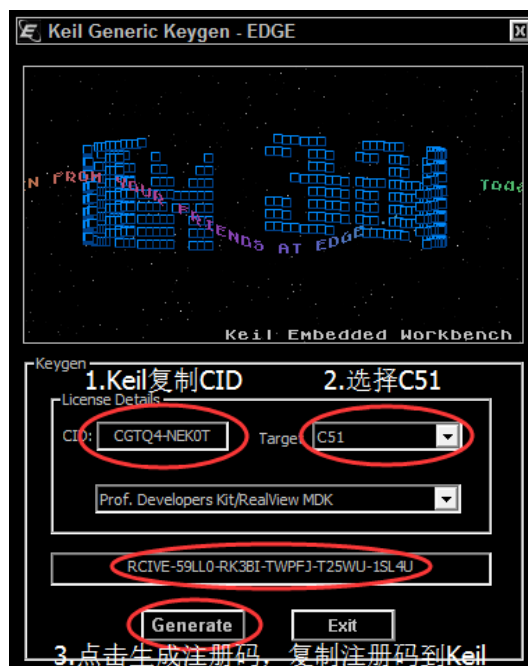 Keil Generic Keygen - EDGE
N FROM YOUR FRIENDS AT EDGE
Toda
Keil Embedded Workbench
Keygen
1.Keil复制CID 2.选择C51
License Details
CID: CGTQ4-NEK0T Target C51
Prof. Developers Kit/RealView MDK
RCIVE-59LL0-RK3BI-TWPFJ-T25WU-1SL4U
Generate Exit
3.点击生成注册码，复制注册码到Keil